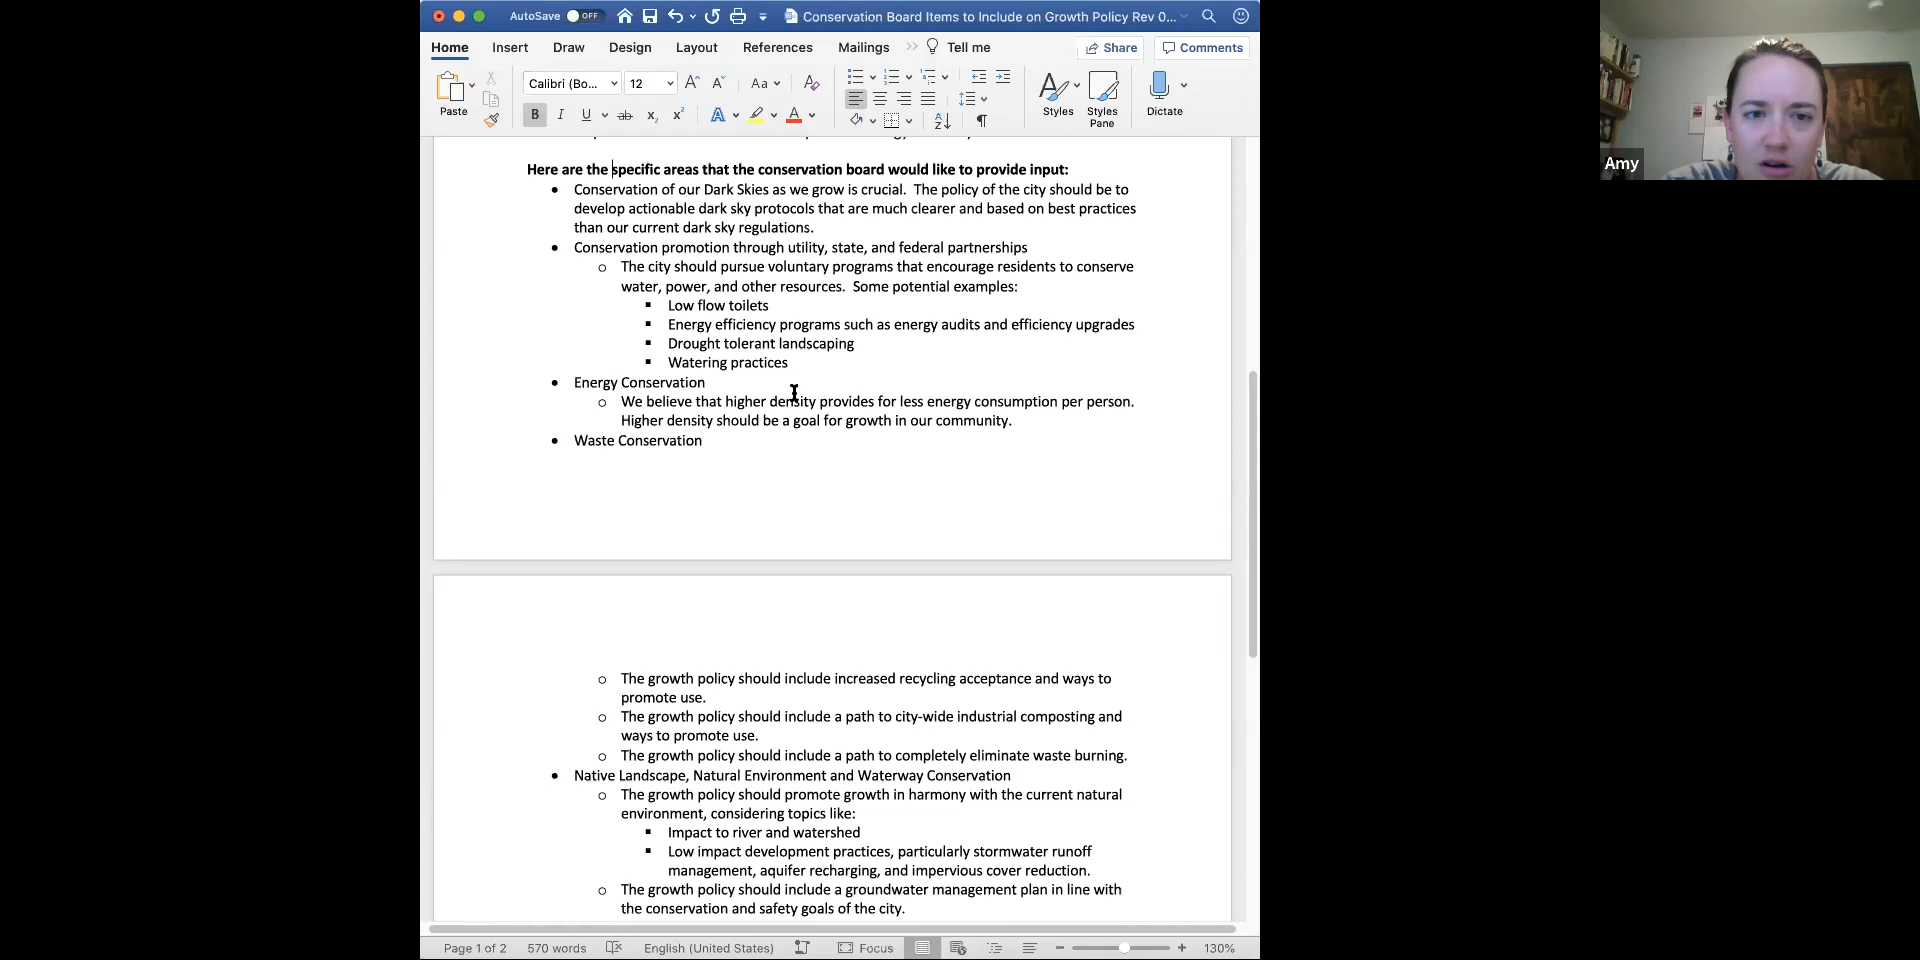 AutoSave OFF Conservation Board Items to Include on Growth Policy Rev 0...
Home Insert Draw Design Layout References Mailings Tell me Share Comments
Calibri (Bo... 12 Aa
Paste B I U ab x₂ x² A A Styles Styles Pane Dictate
Here are the specific areas that the conservation board would like to provide input:
• Conservation of our Dark Skies as we grow is crucial. The policy of the city should be to
develop actionable dark sky protocols that are much clearer and based on best practices
than our current dark sky regulations.
• Conservation promotion through utility, state, and federal partnerships
o The city should pursue voluntary programs that encourage residents to conserve
water, power, and other resources. Some potential examples:
▪ Low flow toilets
▪ Energy efficiency programs such as energy audits and efficiency upgrades
▪ Drought tolerant landscaping
▪ Watering practices
• Energy Conservation
o We believe that higher density provides for less energy consumption per person.
Higher density should be a goal for growth in our community.
• Waste Conservation
o The growth policy should include increased recycling acceptance and ways to
promote use.
o The growth policy should include a path to city-wide industrial composting and
ways to promote use.
o The growth policy should include a path to completely eliminate waste burning.
• Native Landscape, Natural Environment and Waterway Conservation
o The growth policy should promote growth in harmony with the current natural
environment, considering topics like:
▪ Impact to river and watershed
▪ Low impact development practices, particularly stormwater runoff
management, aquifer recharging, and impervious cover reduction.
o The growth policy should include a groundwater management plan in line with
the conservation and safety goals of the city.
Page 1 of 2 570 words English (United States) Focus 130%
Amy